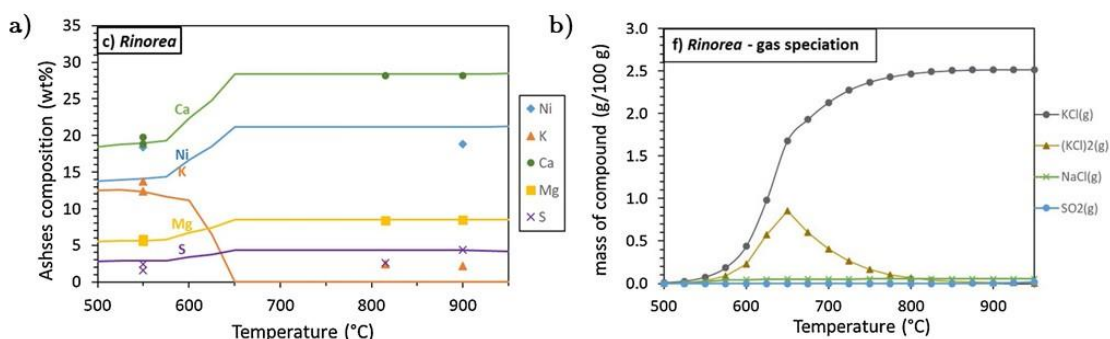 a)
c) Rinorea
Ashses composition (wt%)
35
30
25
20
15
10
5
0
Ca
Ni
K
Mg
S
500 600 700 800 900
Temperature (°C)
Ni
K
Ca
Mg
S
b)
f) Rinorea - gas speciation
mass of compound (g/100 g)
3.0
2.5
2.0
1.5
1.0
0.5
0.0
500 600 700 800 900
Temperature (°C)
KCl(g)
(KCl)2(g)
NaCl(g)
SO2(g)